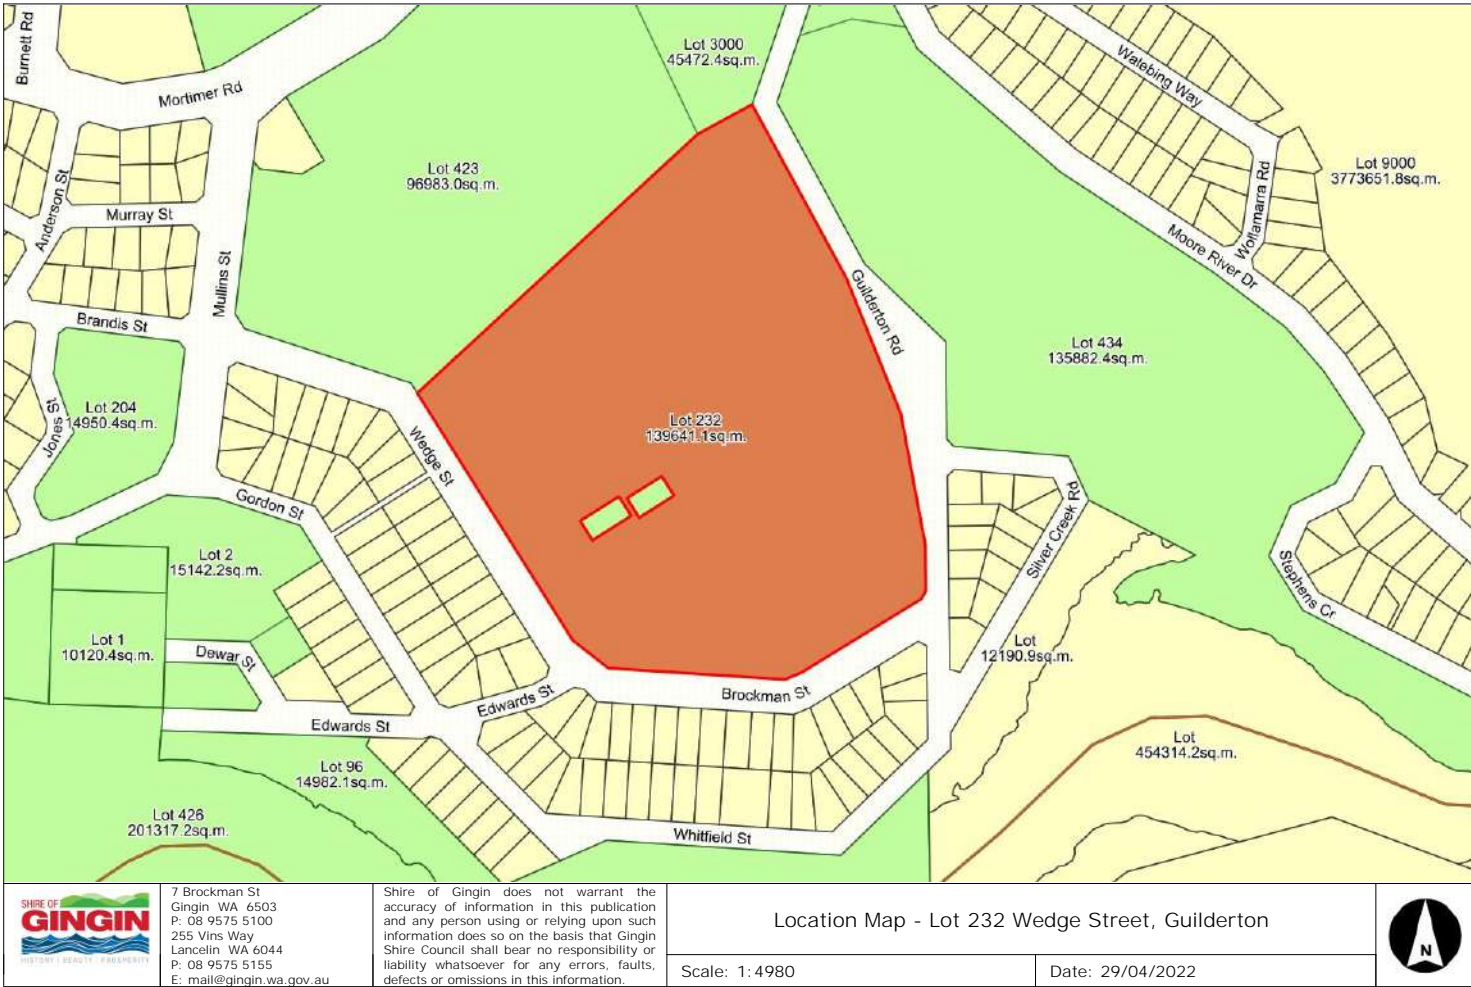 Burnett Rd
Mortimer Rd
Lot 3000
45472.4sq.m.
Walebing Way
Lot 423
96983.0sq.m.
Lot 9000
3773651.8sq.m.
Anderson St
Murray St
Mullins St
Wollamarra Rd
Moore River Dr
Guilderton Rd
Brandis St
Lot 434
135882.4sq.m.
Lot 204
14950.4sq.m.
Jones St
Wedge St
Lot 232
139641.1sq.m.
Gordon St
Silver Creek Rd
Lot 2
15142.2sq.m.
Stephens Cr
Lot 1
10120.4sq.m.
Dewar St
Lot
12190.9sq.m.
Edwards St
Brockman St
Edwards St
Lot
454314.2sq.m.
Lot 96
14982.1sq.m.
Lot 426
201317.2sq.m.
Whitfield St
SHIRE OF
GINGIN
HISTORY | BEAUTY | PROSPERITY
7 Brockman St
Gingin WA 6503
P: 08 9575 5100
255 Vins Way
Lancelin WA 6044
P: 08 9575 5155
E: mail@gingin.wa.gov.au
Shire of Gingin does not warrant the
accuracy of information in this publication
and any person using or relying upon such
information does so on the basis that Gingin
Shire Council shall bear no responsibility or
liability whatsoever for any errors, faults,
defects or omissions in this information.
Location Map - Lot 232 Wedge Street, Guilderton
Scale: 1:4980
Date: 29/04/2022
N